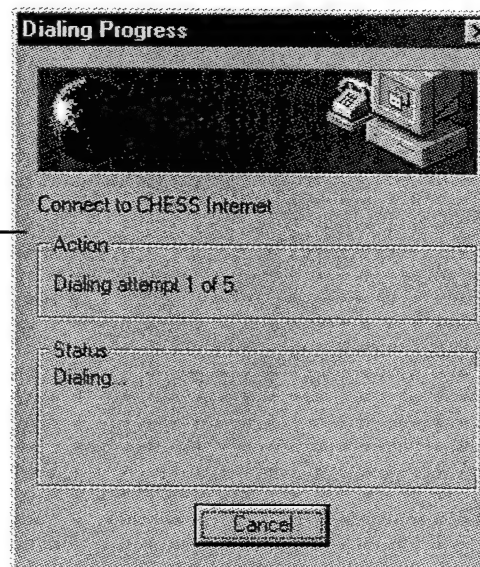 Dialing Progress
Connect to CHESS Internet
Action
Dialing attempt 1 of 5.
Status
Dialing...
Cancel